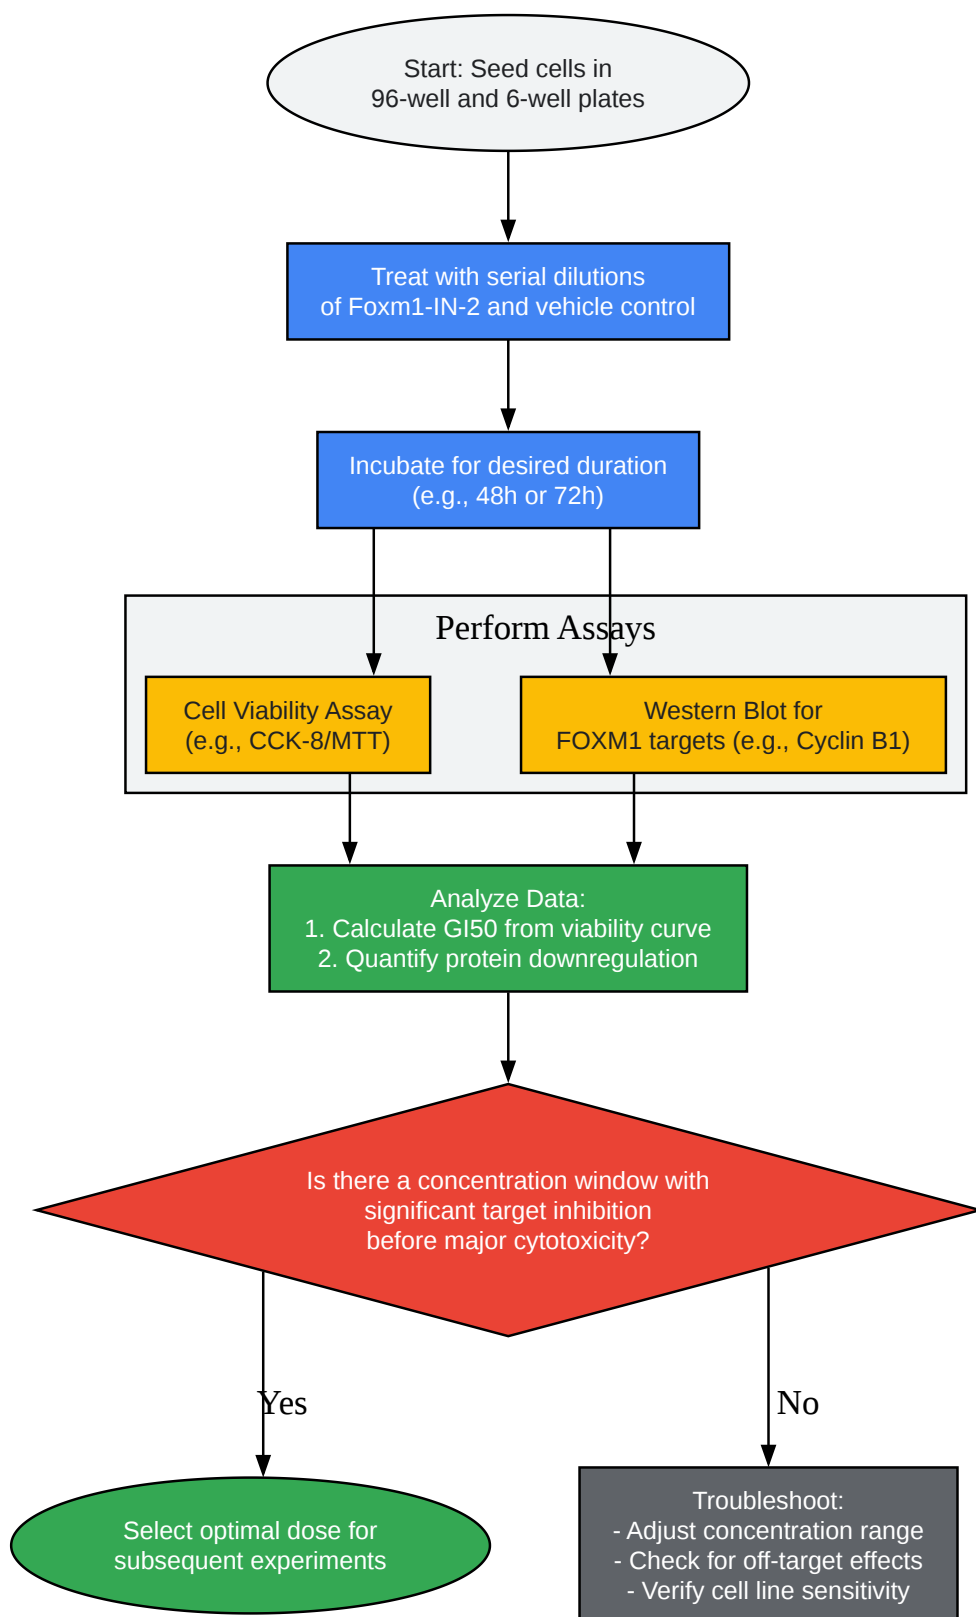 Start: Seed cells in
96-well and 6-well plates
Treat with serial dilutions
of Foxm1-IN-2 and vehicle control
Incubate for desired duration
(e.g., 48h or 72h)
Perform Assays
Cell Viability Assay
(e.g., CCK-8/MTT)
Western Blot for
FOXM1 targets (e.g., Cyclin B1)
Analyze Data:
1. Calculate GI50 from viability curve
2. Quantify protein downregulation
Is there a concentration window with
significant target inhibition
before major cytotoxicity?
Yes
No
Select optimal dose for
subsequent experiments
Troubleshoot:
- Adjust concentration range
- Check for off-target effects
- Verify cell line sensitivity